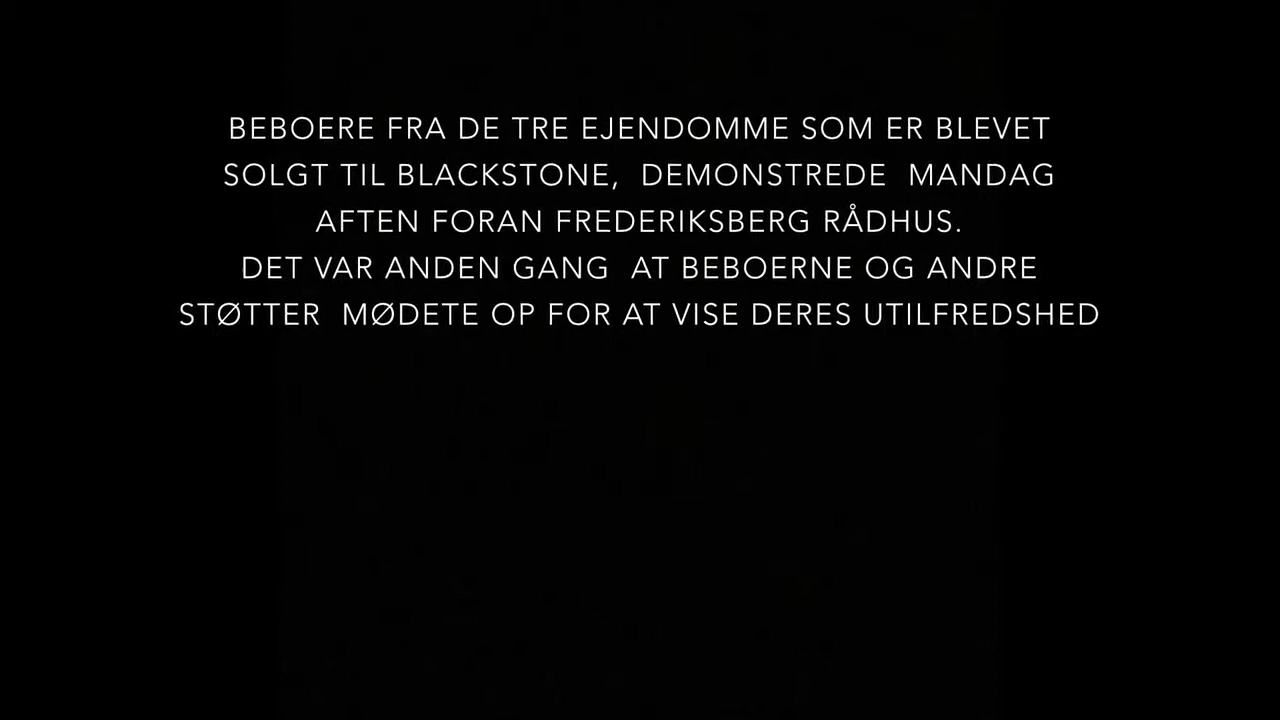 BEBOERE FRA DE TRE EJENDOMME SOM ER BLEVET
SOLGT TIL BLACKSTONE, DEMONSTREDE MANDAG
AFTEN FORAN FREDERIKSBERG RÅDHUS.
DET VAR ANDEN GANG AT BEBOERNE OG ANDRE
STØTTER MØDETE OP FOR AT VISE DERES UTILFREDSHED